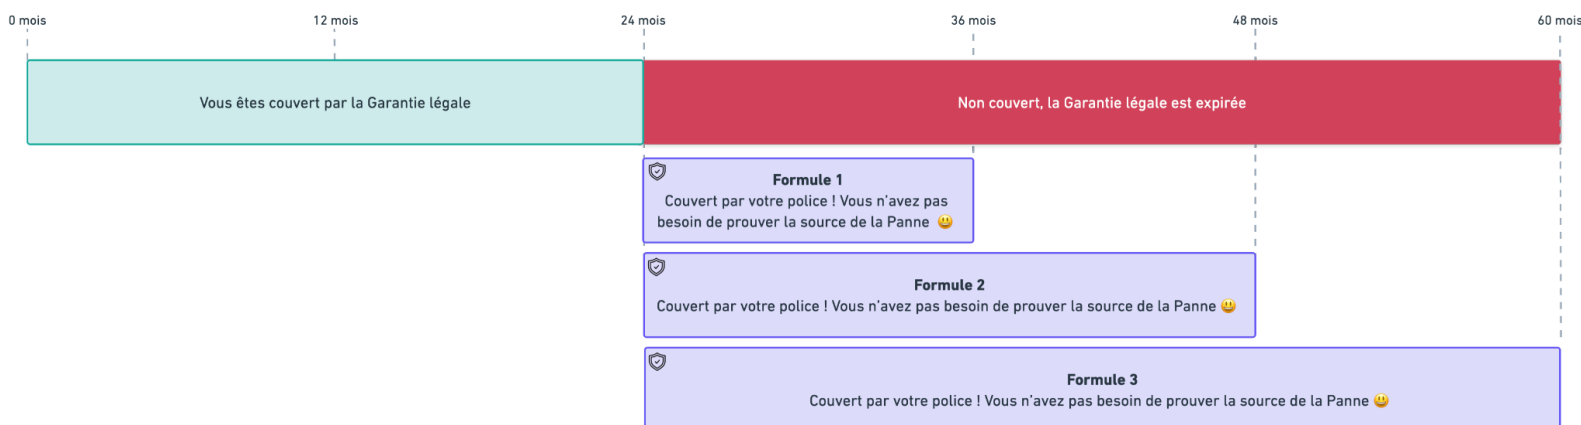 0 mois
12 mois
24 mois
36 mois
48 mois
60 mois
Vous êtes couvert par la Garantie légale
Non couvert, la Garantie légale est expirée
Formule 1
Couvert par votre police ! Vous n’avez pas
besoin de prouver la source de la Panne 😃
Formule 2
Couvert par votre police ! Vous n’avez pas besoin de prouver la source de la Panne 😃
Formule 3
Couvert par votre police ! Vous n’avez pas besoin de prouver la source de la Panne 😃